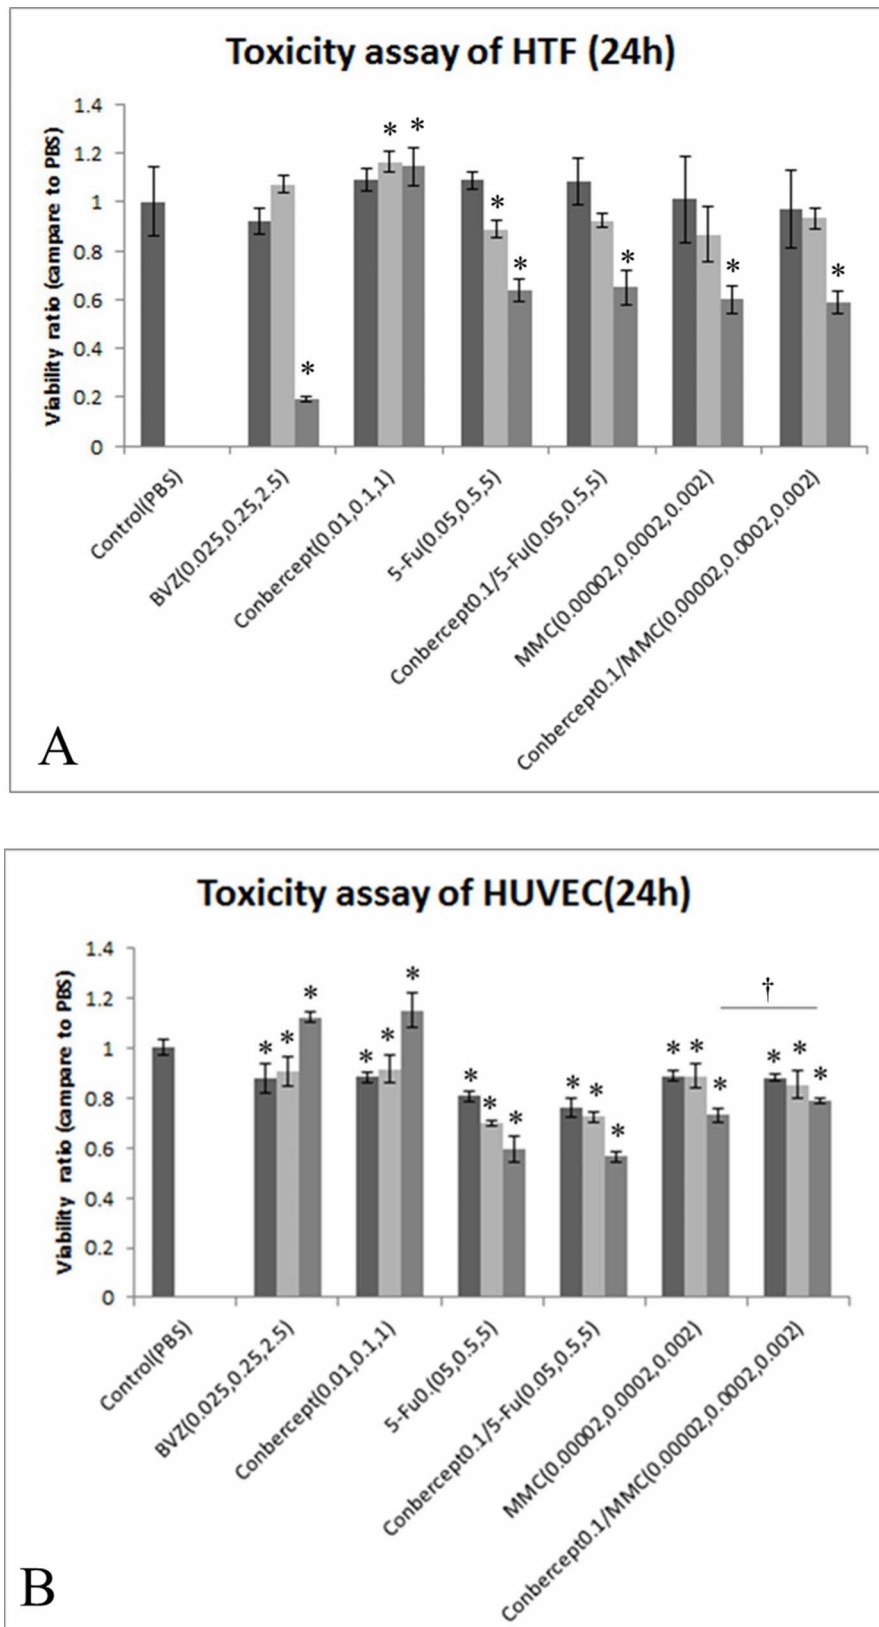 Toxicity assay of HTF (24h)
Viability ratio (campare to PBS)
1.4
1.2
1
0.8
0.6
0.4
0.2
0
* * * * * * * *
Control(PBS)
BVZ(0.025,0.25,2.5)
Conbercept(0.01,0.1,1)
5-Fu(0.05,0.5,5)
Conbercept0.1/5-Fu(0.05,0.5,5)
MMC(0.00002,0.0002,0.002)
Conbercept0.1/MMC(0.00002,0.0002,0.002)
A
Toxicity assay of HUVEC(24h)
Viability ratio (campare to PBS)
1.4
1.2
1
0.8
0.6
0.4
0.2
0
* * * * * * * * * * * * * * * * * *
†
Control(PBS)
BVZ(0.025,0.25,2.5)
Conbercept(0.01,0.1,1)
5-Fu0.(05,0.5,5)
Conbercept0.1/5-Fu(0.05,0.5,5)
MMC(0.00002,0.0002,0.002)
Conbercept0.1/MMC(0.00002,0.0002,0.002)
B